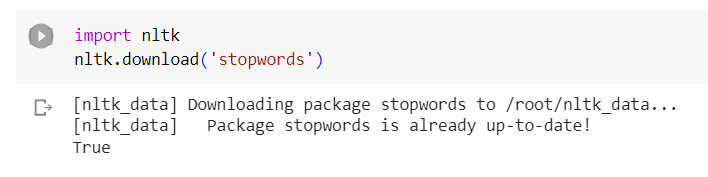 import nltk
nltk.download('stopwords')
[nltk_data] Downloading package stopwords to /root/nltk_data...
[nltk_data]   Package stopwords is already up-to-date!
True